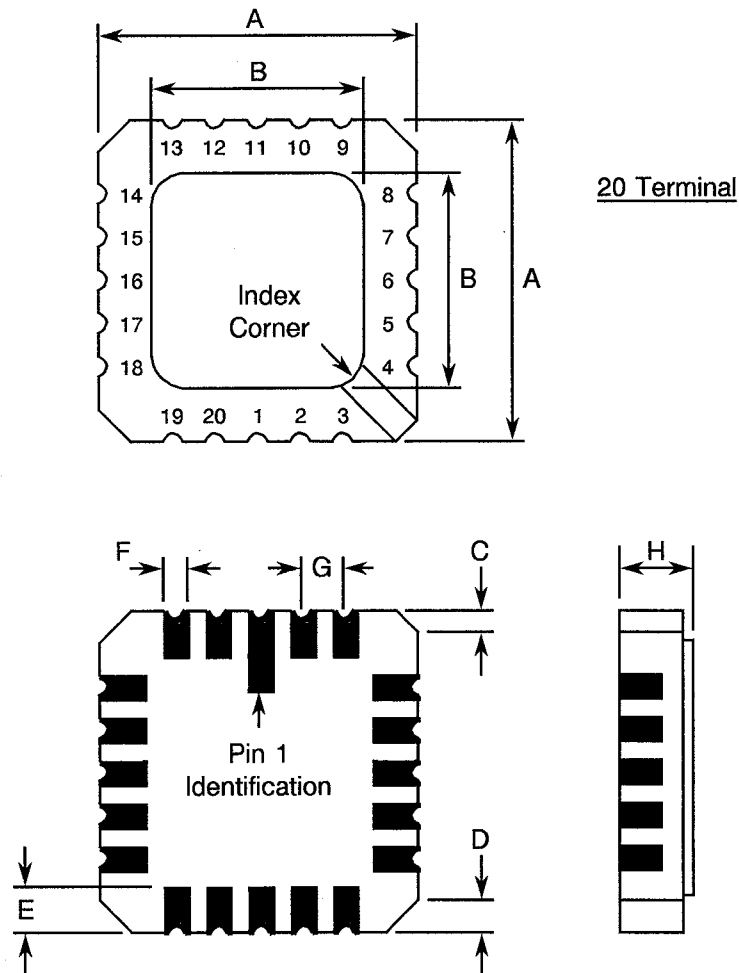 A
B
13 12 11 10 9
20 Terminal
14 8
15 7
16 6
B A
Index
Corner
17 5
18 4
19 20 1 2 3
F G C H
Pin 1
Identification
D
E